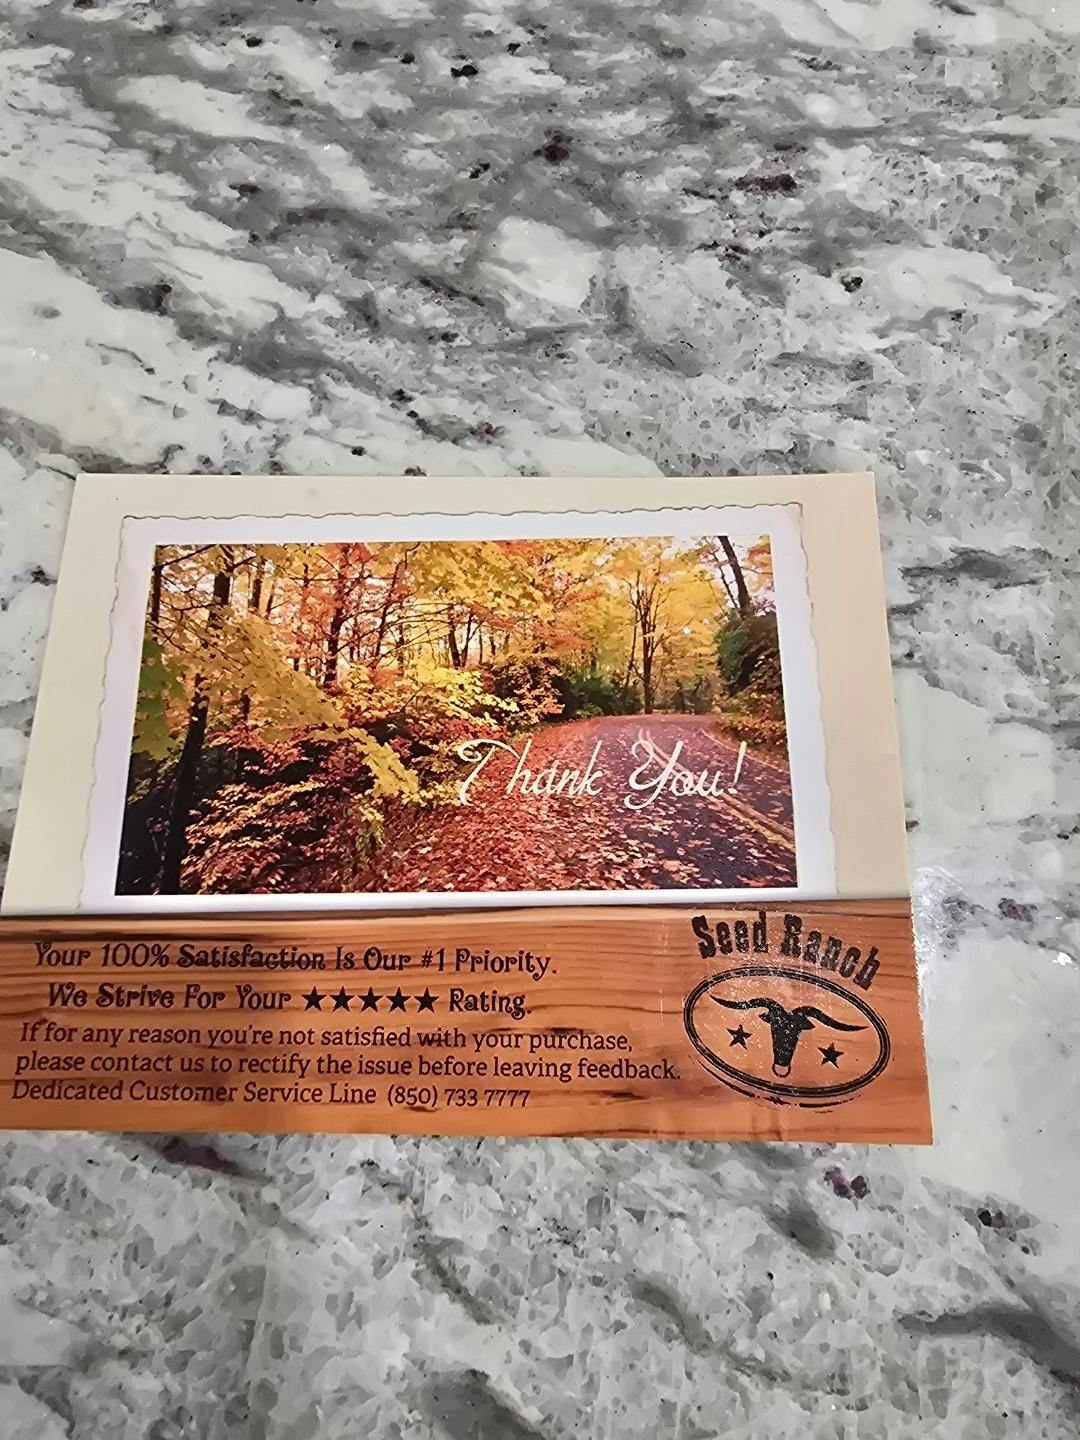 Thank You!
Seed Ranch
Your 100% Satisfaction Is Our #1 Priority.
We Strive For Your ★★★★★ Rating.
If for any reason you're not satisfied with your purchase,
please contact us to rectify the issue before leaving feedback.
Dedicated Customer Service Line (850) 733 7777